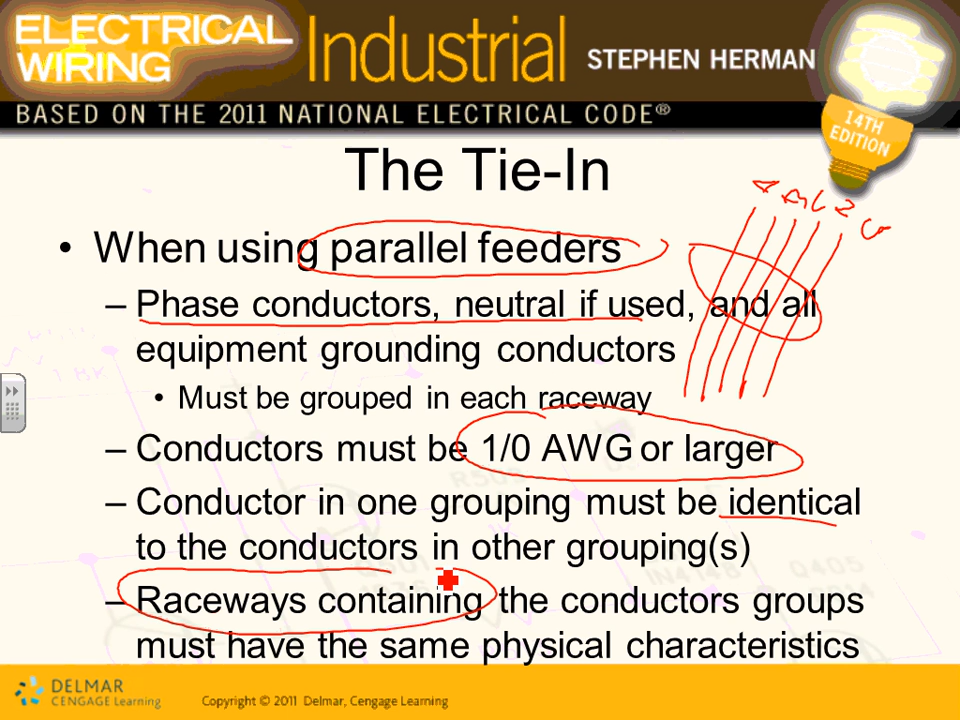 ELECTRICAL
WIRING
Industrial
STEPHEN HERMAN
BASED ON THE 2011 NATIONAL ELECTRICAL CODE®
14TH
EDITION
The Tie-In
• When using parallel feeders
– Phase conductors, neutral if used, and all
equipment grounding conductors
• Must be grouped in each raceway
– Conductors must be 1/0 AWG or larger
– Conductor in one grouping must be identical
to the conductors in other grouping(s)
– Raceways containing the conductors groups
must have the same physical characteristics
DELMAR
CENGAGE Learning
Copyright © 2011 Delmar, Cengage Learning